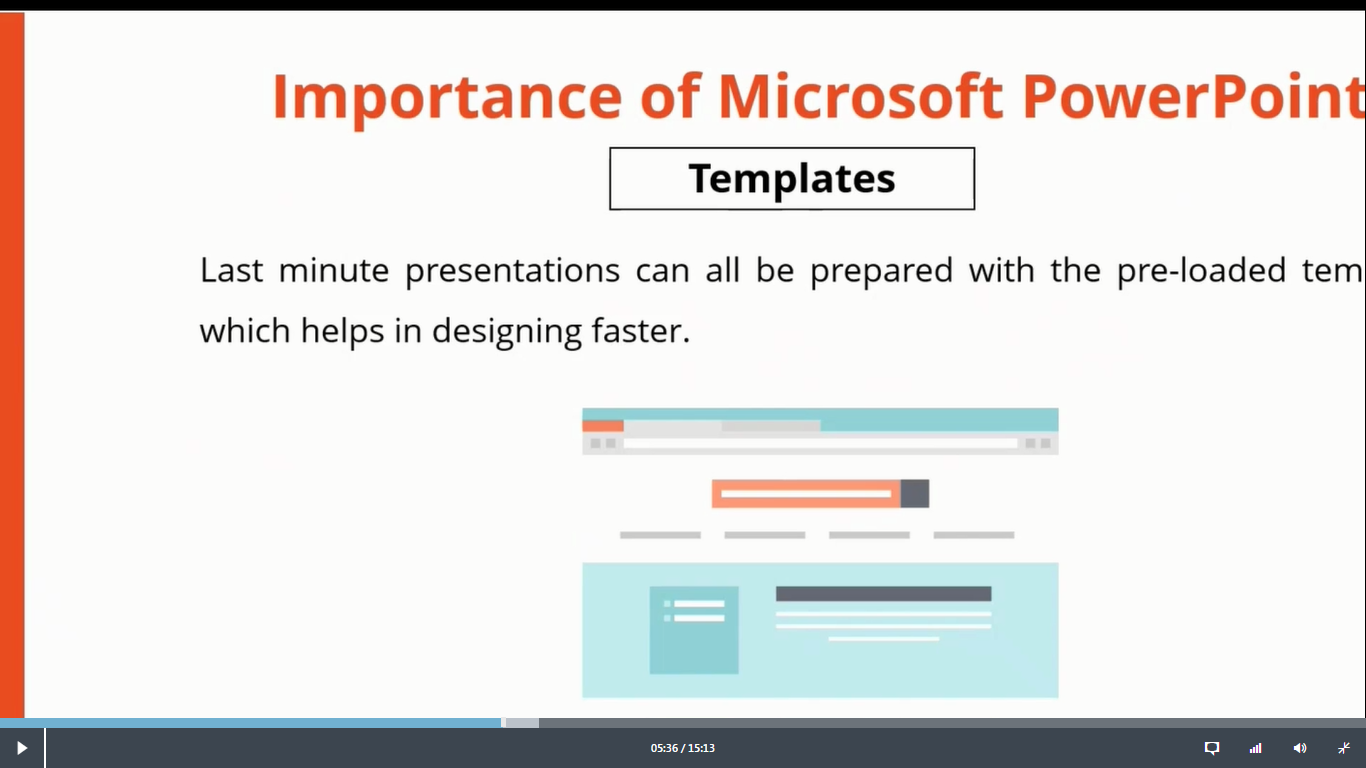 Importance of Microsoft PowerPoint
Templates
Last minute presentations can all be prepared with the pre-loaded tem
which helps in designing faster.
05:36 / 15:13